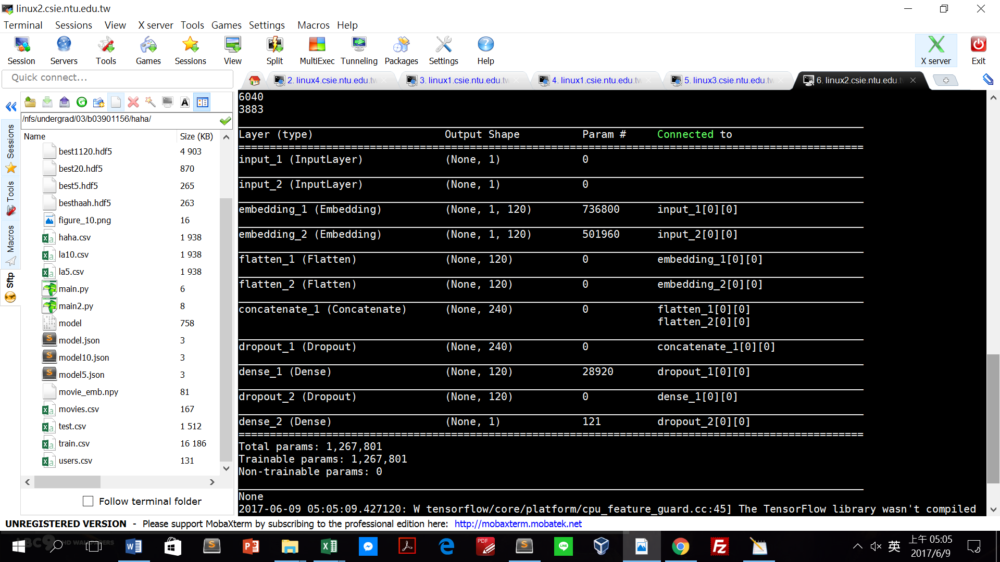 linux2.csie.ntu.edu.tw
Terminal Sessions View X server Tools Games Settings Macros Help
Session Servers Tools Games Sessions View Split MultiExec Tunneling Packages Settings Help X server Exit
Quick connect...
2. linux4.csie.ntu.edu.tw 3. linux1.csie.ntu.edu.tw 4. linux1.csie.ntu.edu.tw 5. linux3.csie.ntu.edu.tw 6. linux2.csie.ntu.edu.t
/nfs/undergrad/03/b03901156/haha/
Sessions
Tools
Macros
Sftp
Name Size (KB)
best1120.hdf5 4 903
best20.hdf5 870
best5.hdf5 265
besthaah.hdf5 263
figure_10.png 16
haha.csv 1 938
la10.csv 1 938
la5.csv 1 938
main.py 6
main2.py 8
model 758
model.json 3
model10.json 3
model5.json 3
movie_emb.npy 81
movies.csv 167
test.csv 1 512
train.csv 16 186
users.csv 131
Follow terminal folder
6040
3883
Layer (type) Output Shape Param # Connected to
input_1 (InputLayer) (None, 1) 0
input_2 (InputLayer) (None, 1) 0
embedding_1 (Embedding) (None, 1, 120) 736800 input_1[0][0]
embedding_2 (Embedding) (None, 1, 120) 501960 input_2[0][0]
flatten_1 (Flatten) (None, 120) 0 embedding_1[0][0]
flatten_2 (Flatten) (None, 120) 0 embedding_2[0][0]
concatenate_1 (Concatenate) (None, 240) 0 flatten_1[0][0]
flatten_2[0][0]
dropout_1 (Dropout) (None, 240) 0 concatenate_1[0][0]
dense_1 (Dense) (None, 120) 28920 dropout_1[0][0]
dropout_2 (Dropout) (None, 120) 0 dense_1[0][0]
dense_2 (Dense) (None, 1) 121 dropout_2[0][0]
Total params: 1,267,801
Trainable params: 1,267,801
Non-trainable params: 0
None
2017-06-09 05:05:09.427120: W tensorflow/core/platform/cpu_feature_guard.cc:45] The TensorFlow library wasn't compiled
UNREGISTERED VERSION - Please support MobaXterm by subscribing to the professional edition here: http://mobaxterm.mobatek.net
英 上午 05:05
2017/6/9